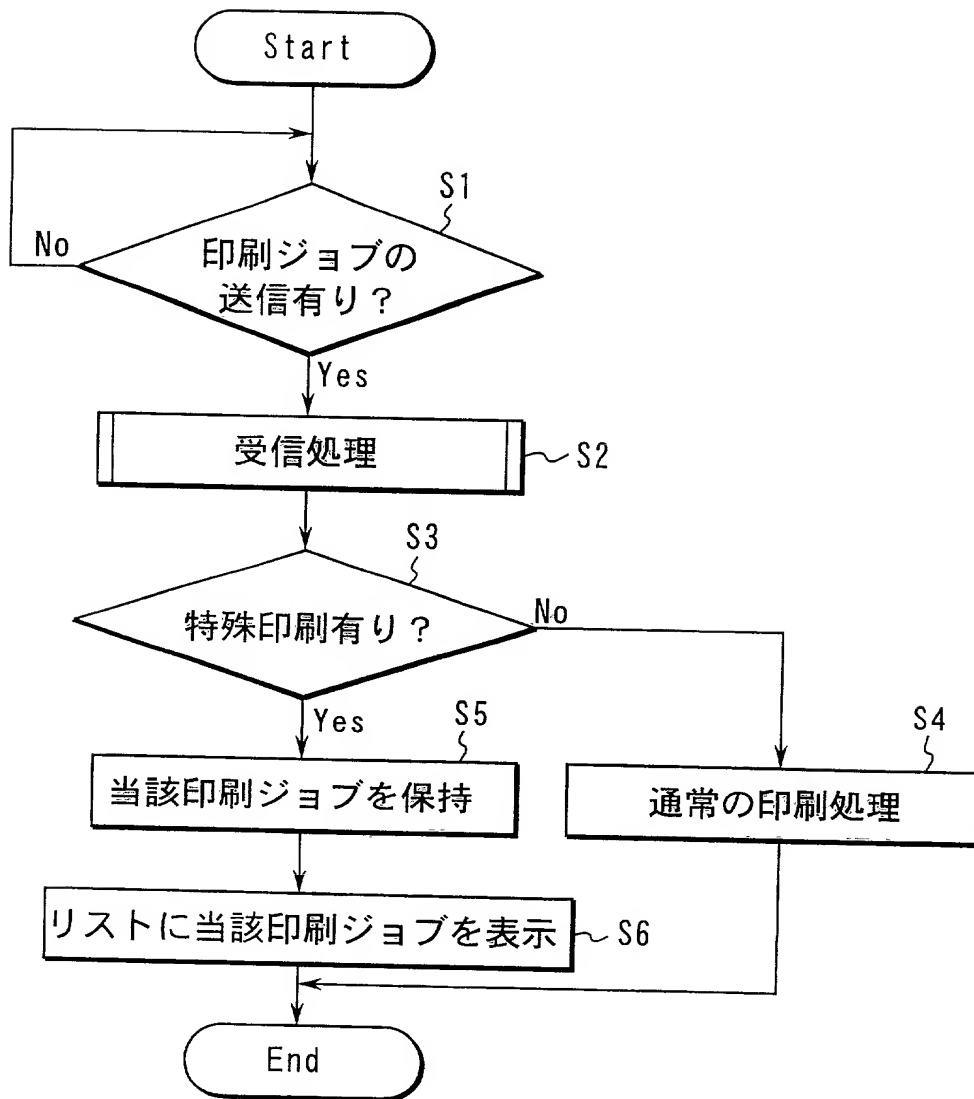 Start
S1
No
印刷ジョブの
送信有り？
Yes
受信処理
S2
S3
特殊印刷有り？
No
Yes
S5
S4
当該印刷ジョブを保持
通常の印刷処理
リストに当該印刷ジョブを表示
S6
End